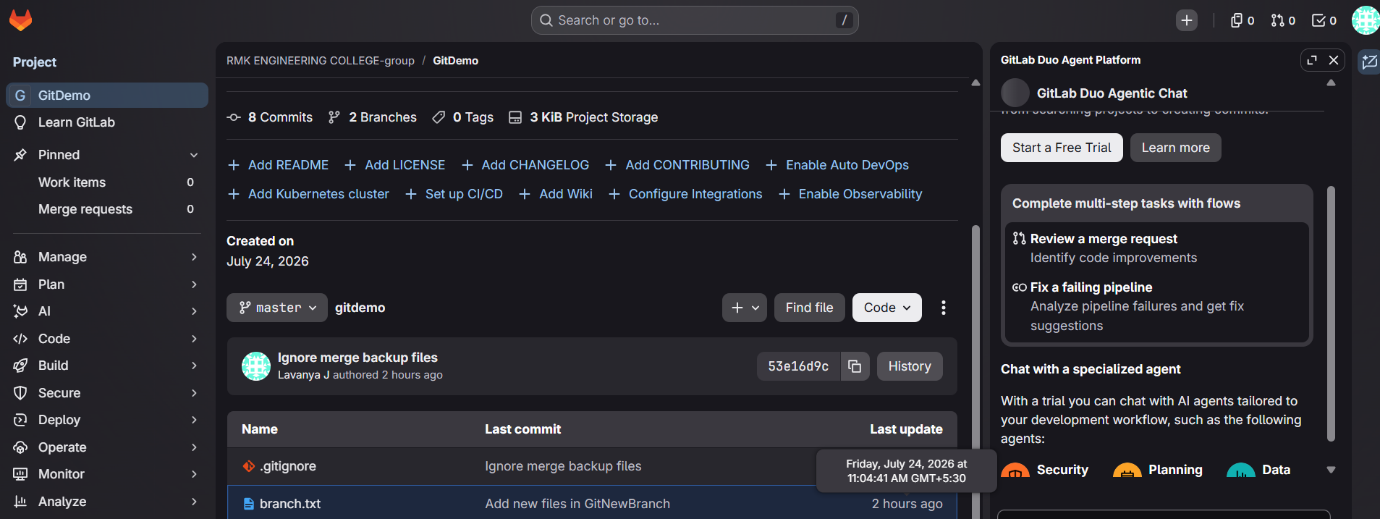 Search or go to...
/
0
0
0
Project
G GitDemo
Learn GitLab
Pinned
Work items 0
Merge requests 0
Manage
Plan
AI
Code
Build
Secure
Deploy
Operate
Monitor
Analyze
RMK ENGINEERING COLLEGE-group / GitDemo
8 Commits 2 Branches 0 Tags 3 KiB Project Storage
+ Add README + Add LICENSE + Add CHANGELOG + Add CONTRIBUTING + Enable Auto DevOps
+ Add Kubernetes cluster + Set up CI/CD + Add Wiki + Configure Integrations + Enable Observability
Created on
July 24, 2026
master gitdemo + Find file Code
Ignore merge backup files
Lavanya J authored 2 hours ago
53e16d9c History
Name Last commit Last update
.gitignore Ignore merge backup files
Friday, July 24, 2026 at
11:04:41 AM GMT+5:30
branch.txt Add new files in GitNewBranch 2 hours ago
GitLab Duo Agent Platform
GitLab Duo Agentic Chat
from searching projects to creating commits.
Start a Free Trial Learn more
Complete multi-step tasks with flows
Review a merge request
Identify code improvements
Fix a failing pipeline
Analyze pipeline failures and get fix
suggestions
Chat with a specialized agent
With a trial you can chat with AI agents tailored to
your development workflow, such as the following
agents:
Security Planning Data